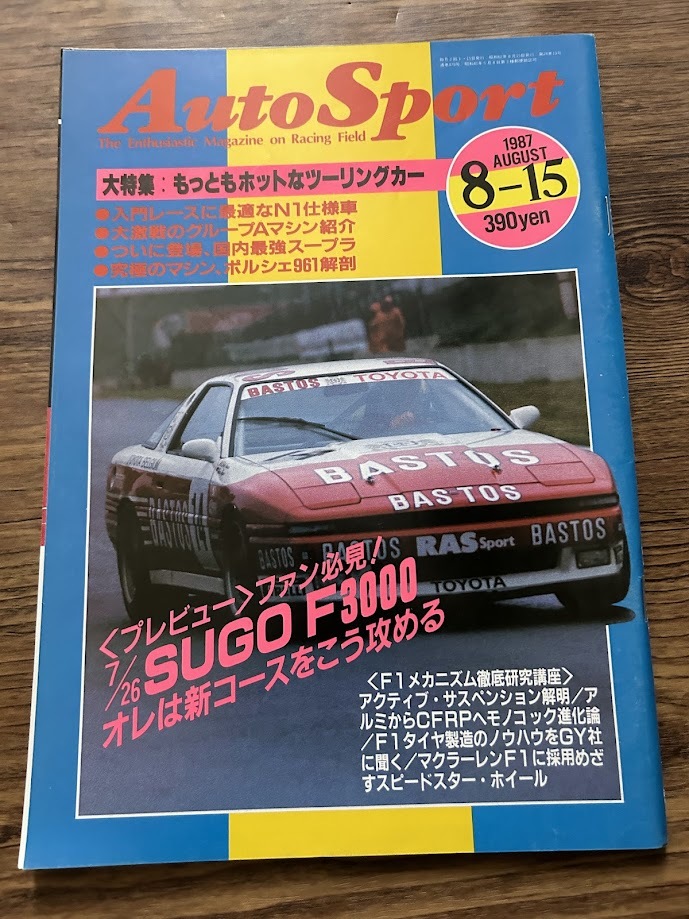 AutoSport
The Enthusiastic Magazine on Racing Field
1987
AUGUST
8-15
390yen
大特集:もっともホットなツーリングカー
●入門レースに最適なN1仕様車
●大激戦のグループAマシン紹介
●ついに登場、国内最強スープラ
●究極のマシン、ポルシェ961解剖
BASTOS
TOYOTA
BASTOS
BASTOS
BASTOS
BASTOS
BASTOS
BASTOS
RAS Sport
BASTOS
TOYOTA
〈プレビュー〉ファン必見!
7/26 SUGO F3000
オレは新コースをこう攻める
〈F1メカニズム徹底研究講座〉
アクティブ・サスペンション解明/ア
ルミからCFRPへモノコック進化論
/F1タイヤ製造のノウハウをGY社
に聞く/マクラーレンF1に採用めざ
すスピードスター・ホイール